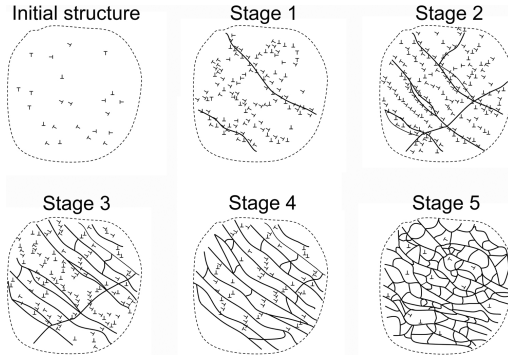 Initial structure
Stage 1
Stage 2
Stage 3
Stage 4
Stage 5